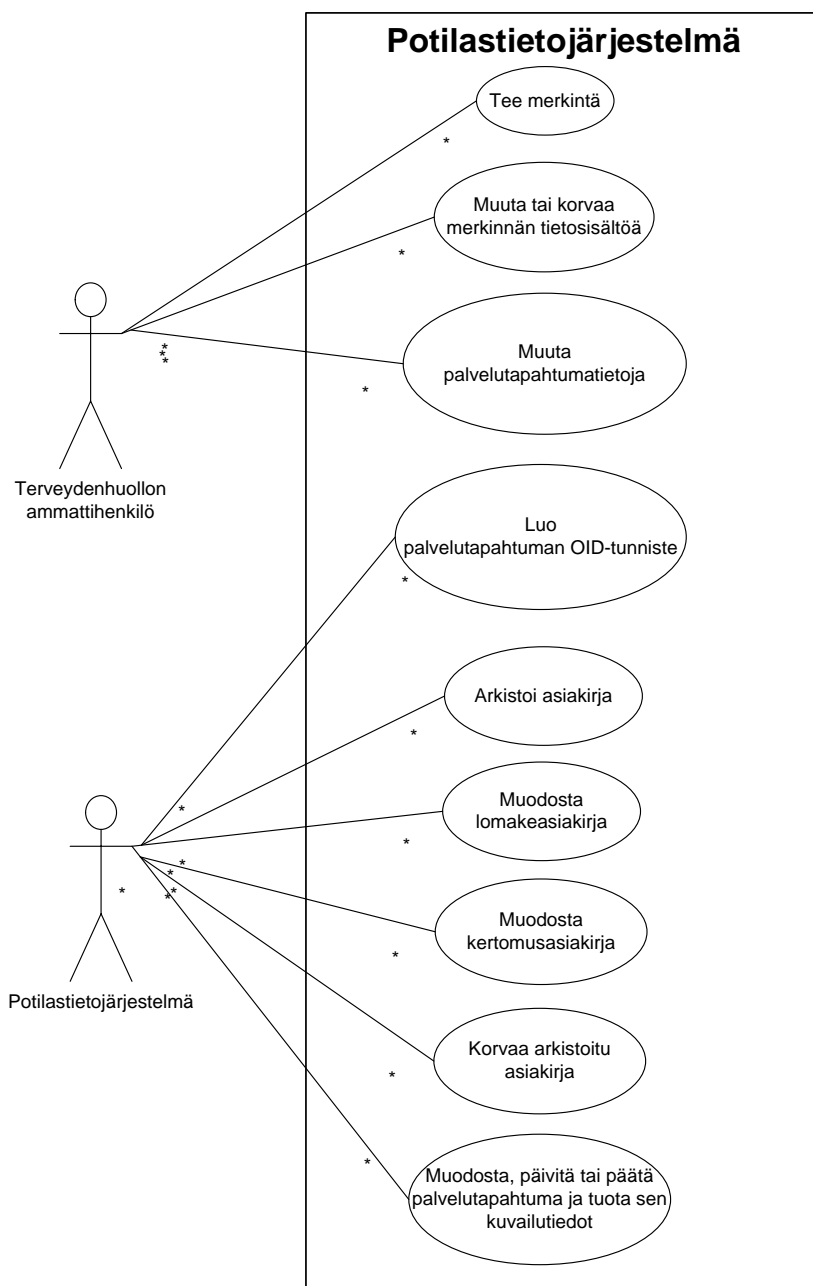 Potilastietojärjestelmä
Tee merkintä
*
Muuta tai korvaa
merkinnän tietosisältöä
*
Muuta
palvelutapahtumatietoja
*
*
*
*
Terveydenhuollon
ammattihenkilö
Luo
palvelutapahtuman OID-tunniste
*
Arkistoi asiakirja
*
*
Muodosta
lomakeasiakirja
*
*
*
*
*
*
Muodosta
kertomusasiakirja
*
Potilastietojärjestelmä
Korvaa arkistoitu
asiakirja
*
Muodosta, päivitä tai päätä
palvelutapahtuma ja tuota sen
kuvailutiedot
*